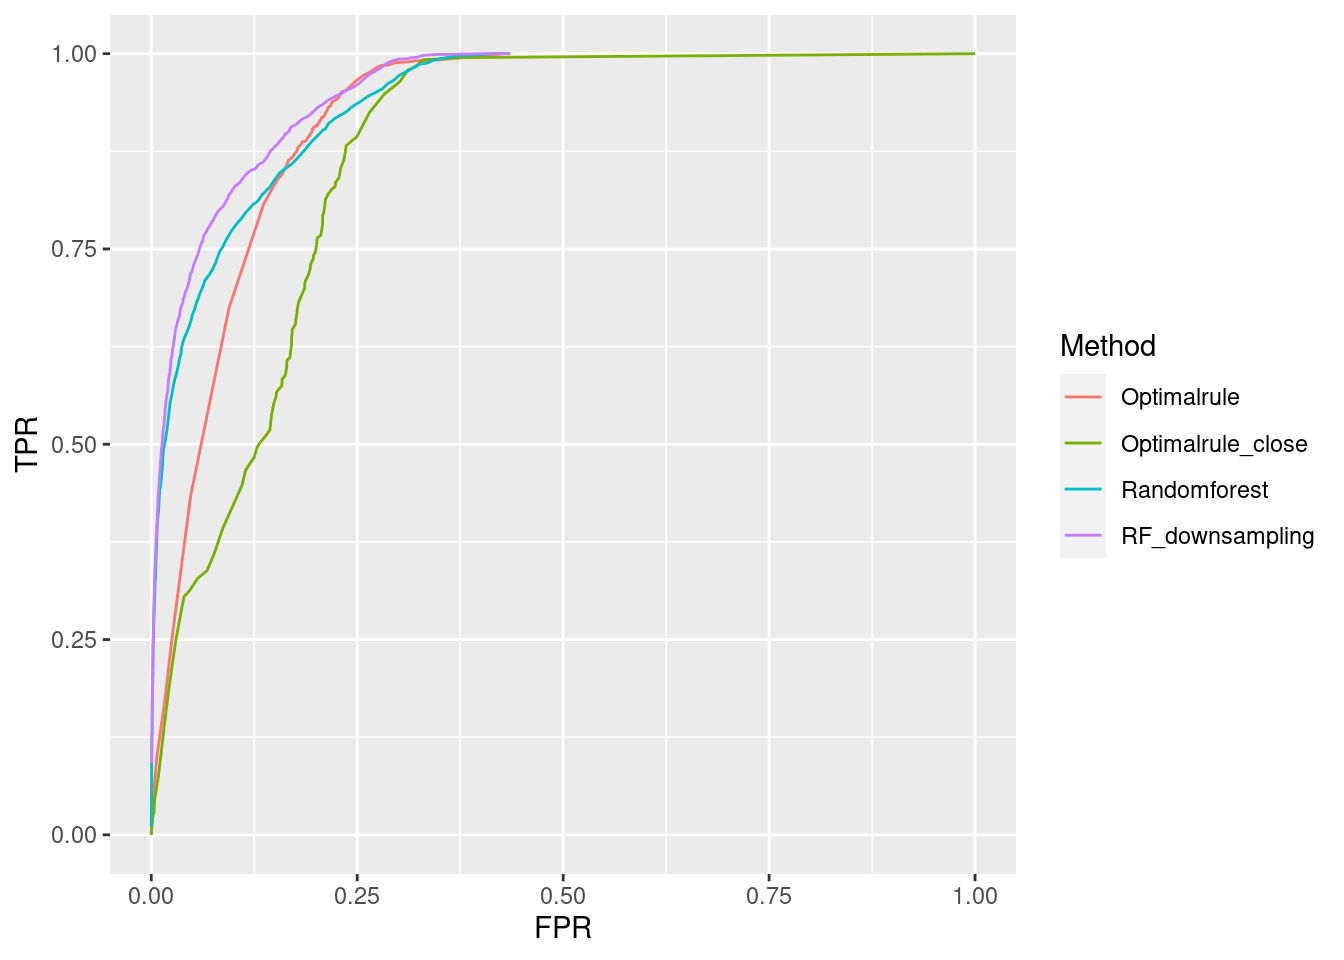 1.00
0.75
0.50
0.25
0.00
TPR
0.00 0.25 0.50 0.75 1.00
FPR
Method
Optimalrule
Optimalrule_close
Randomforest
RF_downsampling